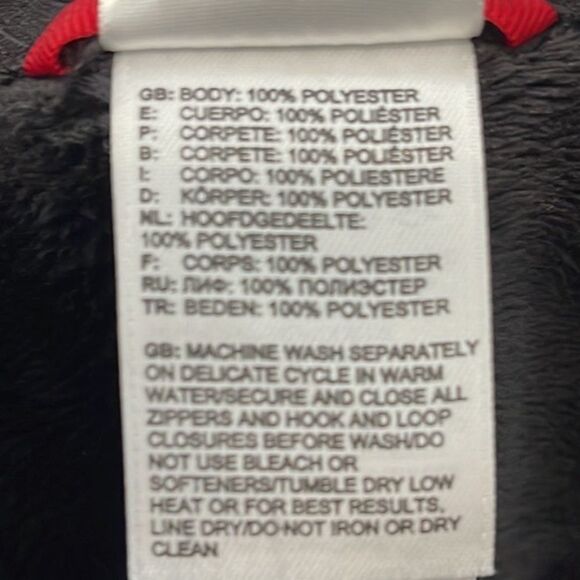 GB: BODY: 100% POLYESTER
E: CUERPO: 100% POLIÉSTER
P: CORPETE: 100% POLIÉSTER
B: CORPETE: 100% POLIÉSTER
I: CORPO: 100% POLIESTERE
D: KÖRPER: 100% POLYESTER
NL: HOOFDGEDEELTE:
100% POLYESTER
F: CORPS: 100% POLYESTER
RU: ЛИФ: 100% ПОЛИЭСТЕР
TR: BEDEN: 100% POLYESTER
GB: MACHINE WASH SEPARATELY
ON DELICATE CYCLE IN WARM
WATER/SECURE AND CLOSE ALL
ZIPPERS AND HOOK AND LOOP
CLOSURES BEFORE WASH/DO
NOT USE BLEACH OR
SOFTENERS/TUMBLE DRY LOW
HEAT OR FOR BEST RESULTS,
LINE DRY/DO NOT IRON OR DRY
CLEAN